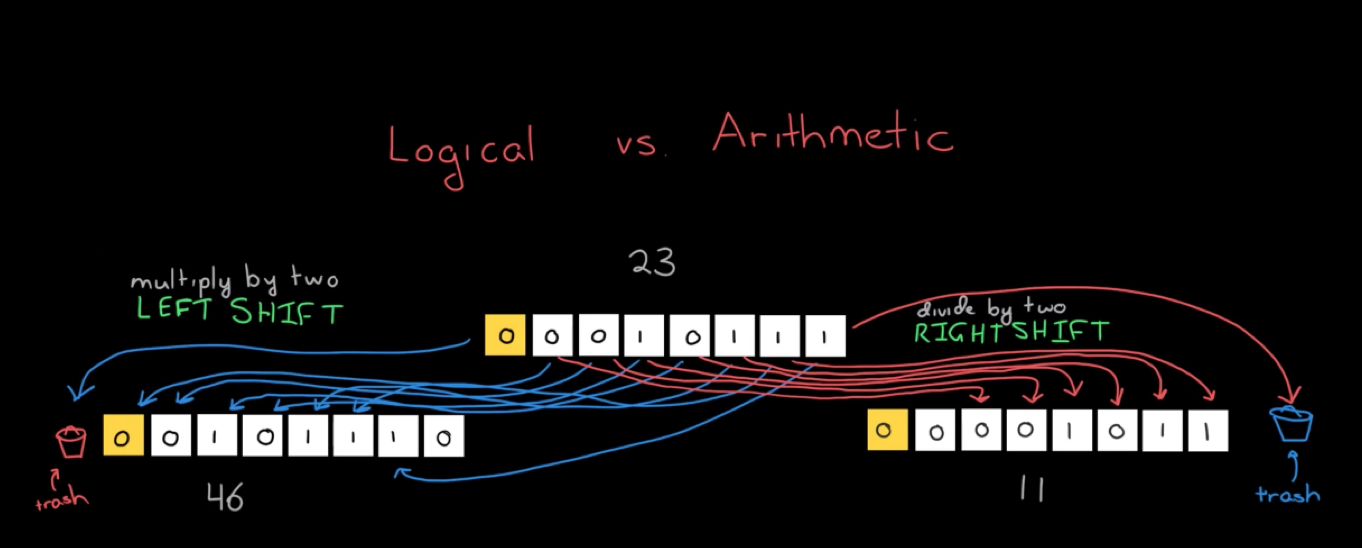 Logical vs. Arithmetic
23
multiply by two
LEFT SHIFT
divide by two
RIGHT SHIFT
0 0 0 1 0 1 1 1
0 0 1 0 1 1 1 0
0 0 0 0 1 0 1 1
trash
46
11
trash